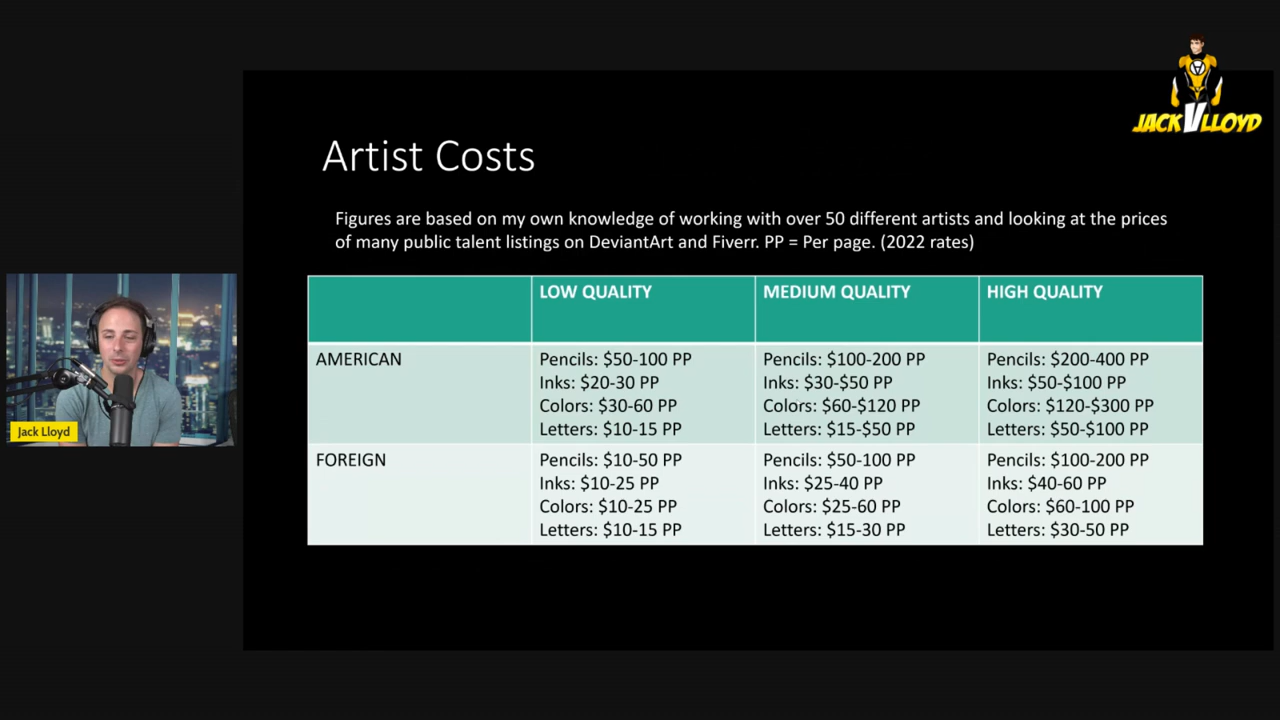 JACK V LLOYD
Artist Costs
Figures are based on my own knowledge of working with over 50 different artists and looking at the prices
of many public talent listings on DeviantArt and Fiverr. PP = Per page. (2022 rates)
LOW QUALITY
MEDIUM QUALITY
HIGH QUALITY
AMERICAN
Pencils: $50-100 PP
Inks: $20-30 PP
Colors: $30-60 PP
Letters: $10-15 PP
Pencils: $100-200 PP
Inks: $30-$50 PP
Colors: $60-$120 PP
Letters: $15-$50 PP
Pencils: $200-400 PP
Inks: $50-$100 PP
Colors: $120-$300 PP
Letters: $50-$100 PP
FOREIGN
Pencils: $10-50 PP
Inks: $10-25 PP
Colors: $10-25 PP
Letters: $10-15 PP
Pencils: $50-100 PP
Inks: $25-40 PP
Colors: $25-60 PP
Letters: $15-30 PP
Pencils: $100-200 PP
Inks: $40-60 PP
Colors: $60-100 PP
Letters: $30-50 PP
Jack Lloyd